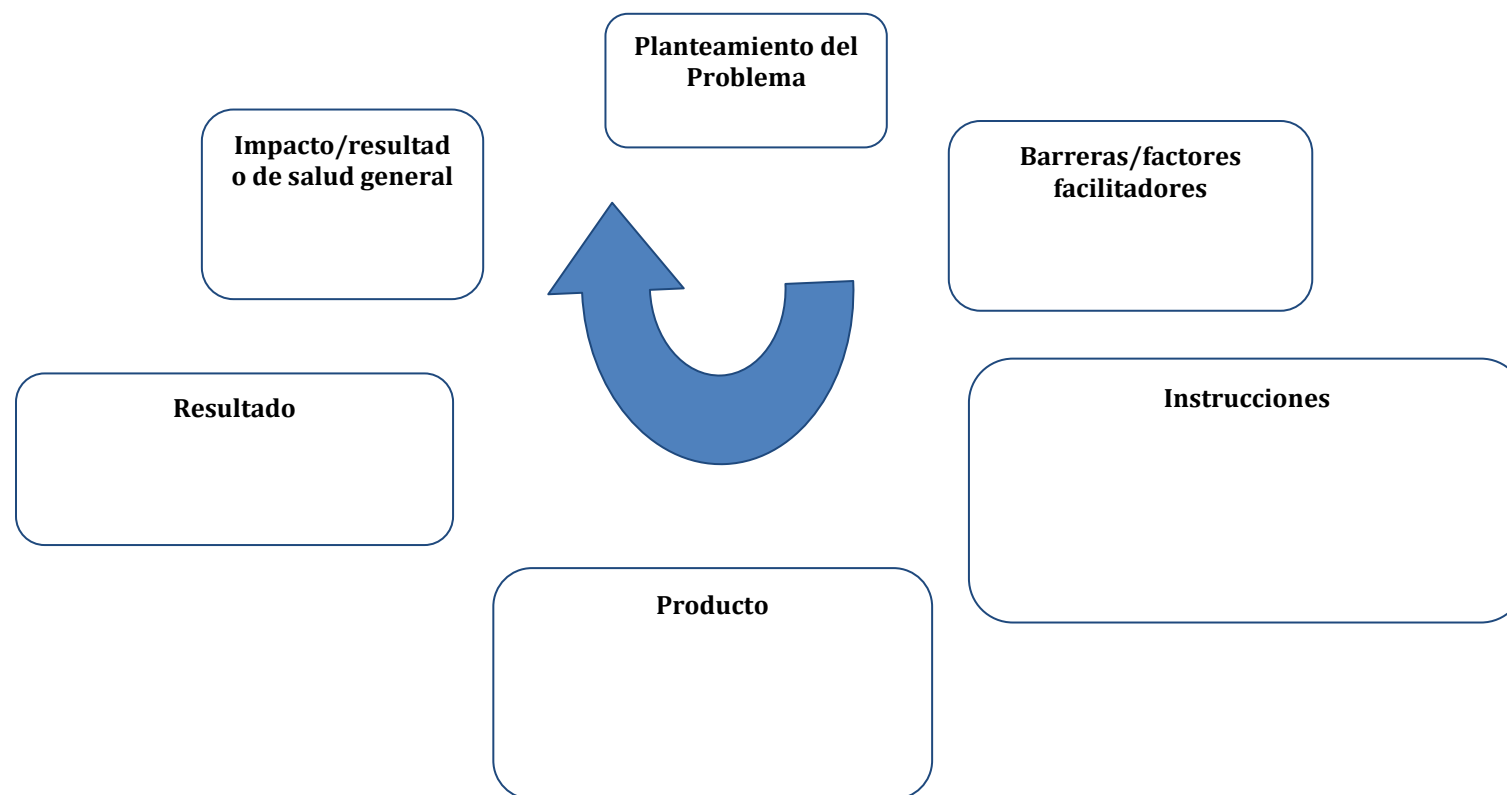 Planteamiento del
Problema
Impacto/resultad
o de salud general
Barreras/factores
facilitadores
Resultado
Instrucciones
Producto